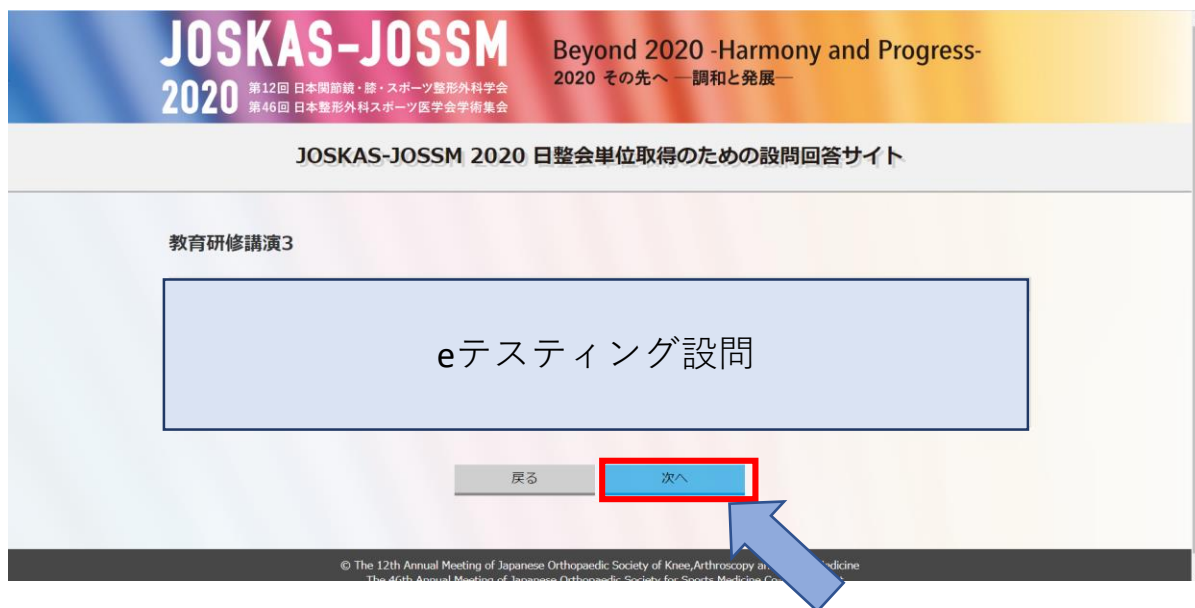 JOSKAS-JOSSM
2020 第12回 日本関節鏡・膝・スポーツ整形外科学会
第46回 日本整形外科スポーツ医学会学術集会
Beyond 2020 -Harmony and Progress-
2020 その先へ ―調和と発展―
JOSKAS-JOSSM 2020 日整会単位取得のための設問回答サイト
教育研修講演3
eテスティング設問
戻る
次へ
© The 12th Annual Meeting of Japanese Orthopaedic Society of Knee,Arthroscopy
The 46th Annual Meeting of Japanese Orthopaedic Society for Sports Medicine